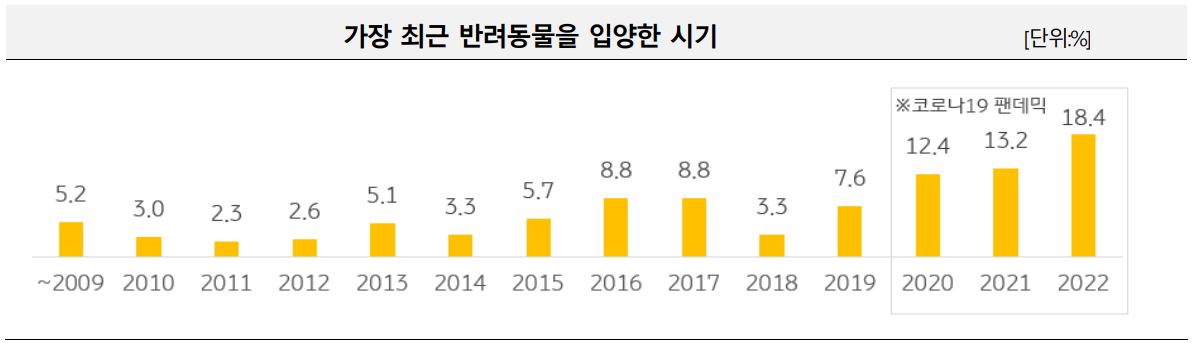 가장 최근 반려동물을 입양한 시기 [단위:%]
※코로나19 팬데믹
5.2 3.0 2.3 2.6 5.1 3.3 5.7 8.8 8.8 3.3 7.6 12.4 13.2 18.4
~2009 2010 2011 2012 2013 2014 2015 2016 2017 2018 2019 2020 2021 2022